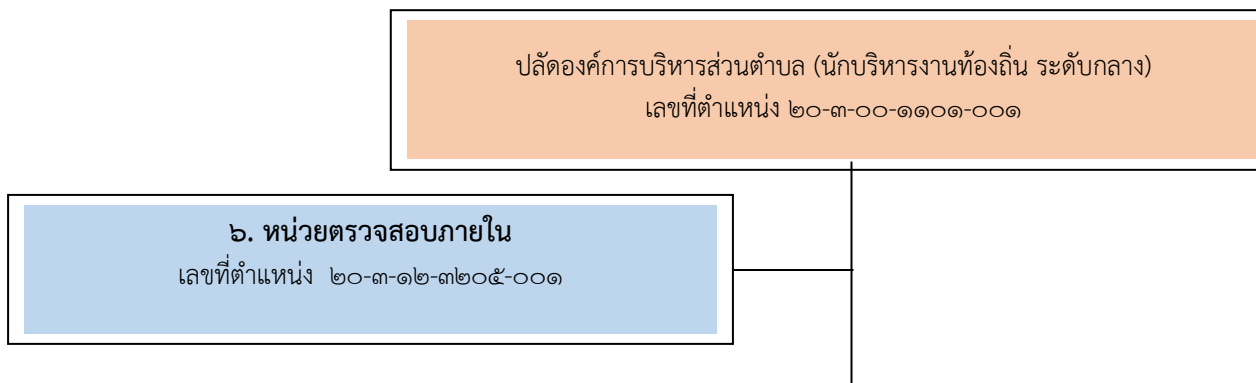 ปลัดองค์การบริหารส่วนตำบล (นักบริหารงานท้องถิ่น ระดับกลาง)
เลขที่ตำแหน่ง ๒๐-๓-๐๐-๑๑๐๑-๐๐๑
๖. หน่วยตรวจสอบภายใน
เลขที่ตำแหน่ง ๒๐-๓-๑๒-๓๒๐๕-๐๐๑